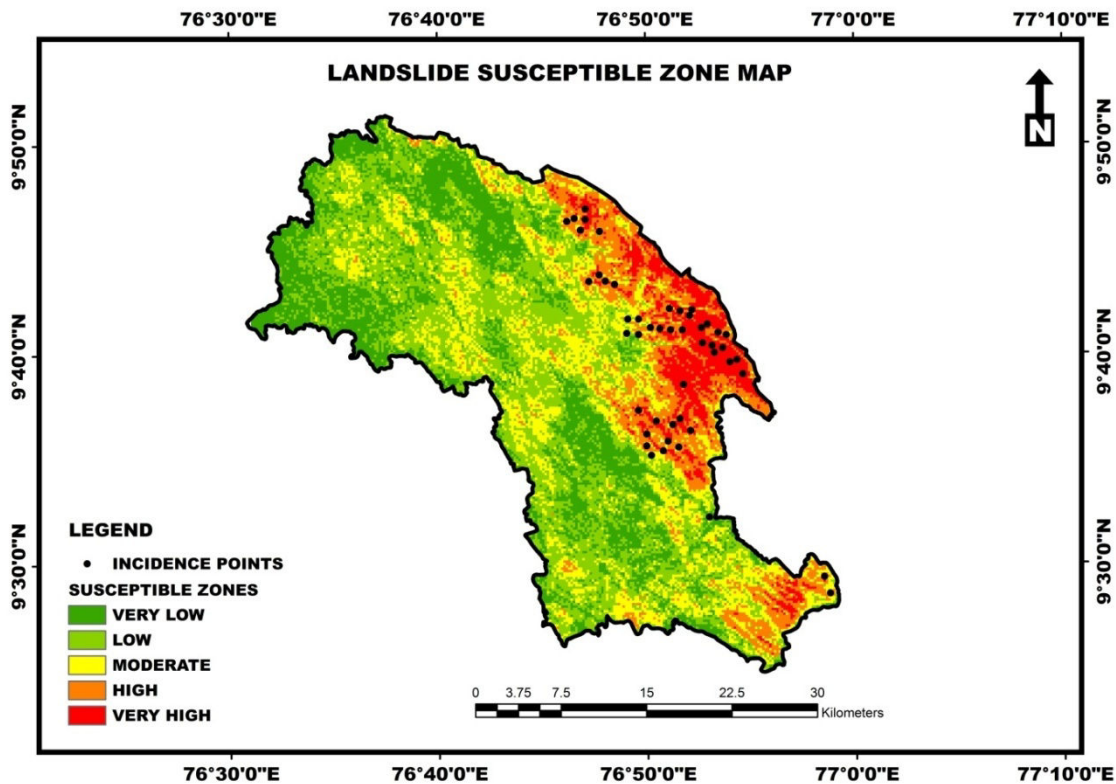 76°30'0"E 76°40'0"E 76°50'0"E 77°0'0"E 77°10'0"E
LANDSLIDE SUSCEPTIBLE ZONE MAP
N
9°50'0"N 9°50'0"N
9°40'0"N 9°40'0"N
9°30'0"N 9°30'0"N
LEGEND
INCIDENCE POINTS
SUSCEPTIBLE ZONES
VERY LOW
LOW
MODERATE
HIGH
VERY HIGH
0 3.75 7.5 15 22.5 30
Kilometers
76°30'0"E 76°40'0"E 76°50'0"E 77°0'0"E 77°10'0"E